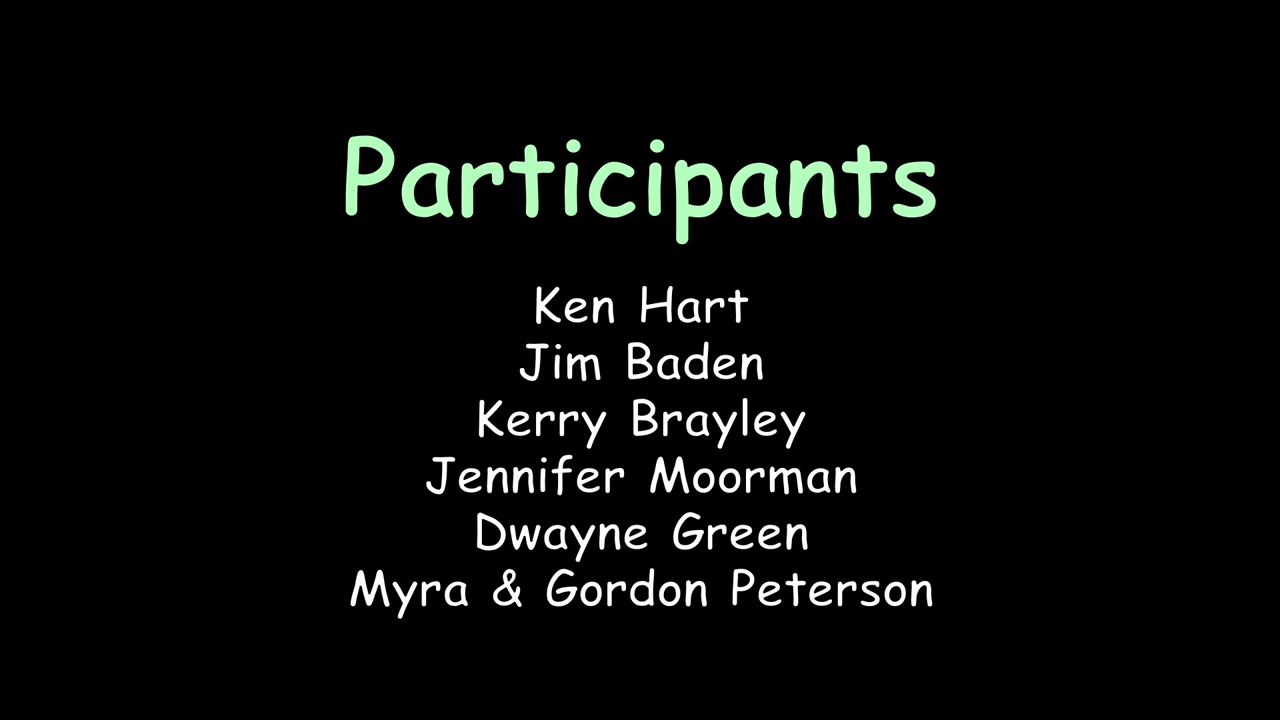 Participants
Ken Hart
Jim Baden
Kerry Brayley
Jennifer Moorman
Dwayne Green
Myra & Gordon Peterson